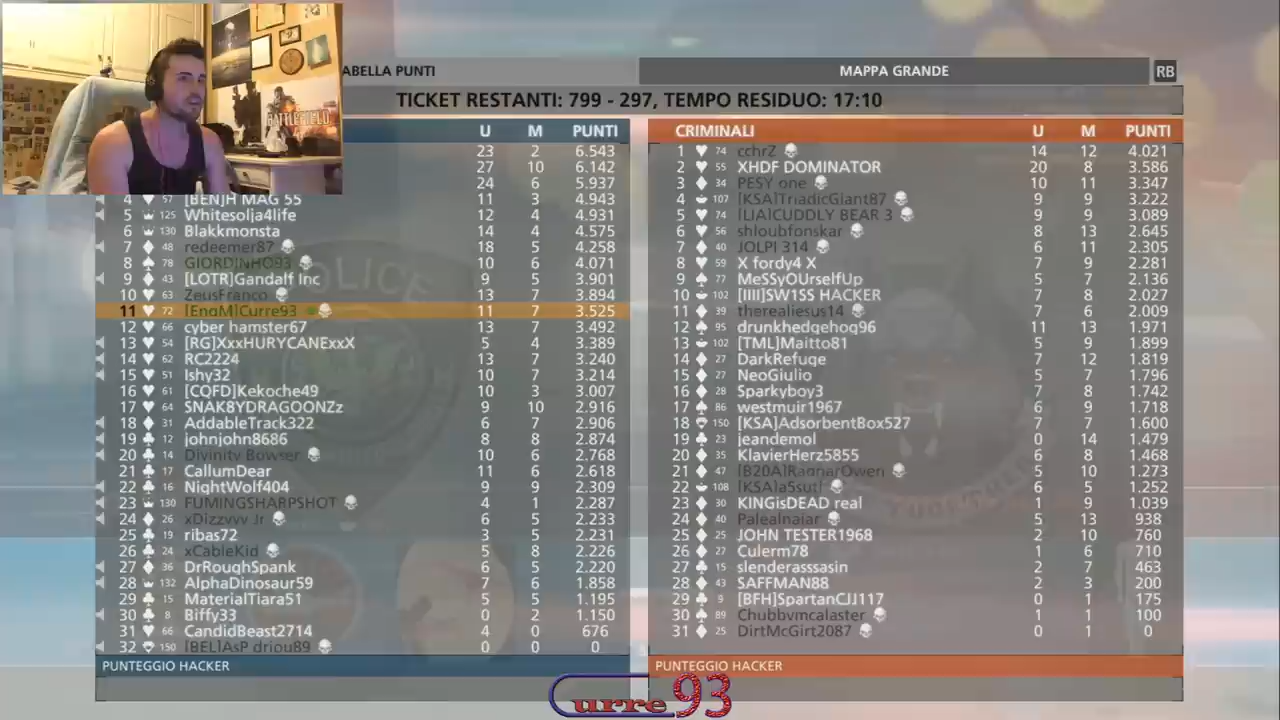 ABELLA PUNTI
MAPPA GRANDE
RB
TICKET RESTANTI: 799 - 297, TEMPO RESIDUO: 17:10
BATTLEFIELD
U M PUNTI
23 2 6.543
27 10 6.142
24 6 5.937
4 57 [BEN]H MAG 55 11 3 4.943
5 125 Whitesolja4life 12 4 4.931
6 130 Blakkmonsta 14 4 4.575
7 48 redeemer87 18 5 4.258
8 78 GIORDINHO93 10 6 4.071
9 43 [LOTR]Gandalf Inc 9 5 3.901
10 63 ZeusFranco 13 7 3.894
11 72 [EnqM]Curre93 11 7 3.525
12 66 cyber hamster67 13 7 3.492
13 54 [RG]XxxHURYCANExxX 5 4 3.389
14 62 RC2224 13 7 3.240
15 51 Ishy32 10 7 3.214
16 61 [CQFD]Kekoche49 10 3 3.007
17 64 SNAK8YDRAGOONZz 9 10 2.916
18 31 AddableTrack322 6 7 2.906
19 12 johnjohn8686 8 8 2.874
20 14 Divinity Bowser 10 6 2.768
21 17 CallumDear 11 6 2.618
22 16 NightWolf404 9 9 2.309
23 130 FUMINGSHARPSHOT 4 1 2.287
24 26 xDizzvvv Jr 6 5 2.233
25 19 ribas72 3 5 2.231
26 24 xCableKid 5 8 2.226
27 36 DrRoughSpank 6 5 2.220
28 132 AlphaDinosaur59 7 6 1.858
29 15 MaterialTiara51 5 5 1.195
30 8 Biffy33 0 2 1.150
31 66 CandidBeast2714 4 0 676
32 150 [BEL]AsP driou89 0 0 0
PUNTEGGIO HACKER
CRIMINALI U M PUNTI
1 74 cchrZ 14 12 4.021
2 55 XHDF DOMINATOR 20 8 3.586
3 34 PESY one 10 11 3.347
4 107 [KSA]TriadicGiant87 9 9 3.222
5 74 [LIA]CUDDLY BEAR 3 9 9 3.089
6 56 shloubfonskar 8 13 2.645
7 40 JOLPI 314 6 11 2.305
8 59 X fordy4 X 7 9 2.281
9 77 MeSSyOUrselfUp 5 7 2.136
10 102 [IIII]SW1SS HACKER 7 8 2.027
11 39 therealjesus14 7 6 2.009
12 95 drunkhedgehog96 11 13 1.971
13 102 [TML]Maitto81 5 9 1.899
14 27 DarkRefuge 7 12 1.819
15 27 NeoGiulio 5 7 1.796
16 28 Sparkyboy3 7 8 1.742
17 86 westmuir1967 6 9 1.718
18 150 [KSA]AdsorbentBox527 7 7 1.600
19 23 jeandemol 0 14 1.479
20 35 KlavierHerz5855 6 8 1.468
21 47 [B20A]RagnarOwen 5 10 1.273
22 108 [KSA]a5sutl 6 5 1.252
23 30 KINGisDEAD real 1 9 1.039
24 40 Palealnajar 5 13 938
25 25 JOHN TESTER1968 2 10 760
26 27 Culerm78 1 6 710
27 15 slenderasssasin 2 7 463
28 43 SAFFMAN88 2 3 200
29 9 [BFH]SpartanCJJ117 0 1 175
30 89 Chubbvmcalaster 1 1 100
31 25 DirtMcGirt2087 0 1 0
PUNTEGGIO HACKER
Curre93